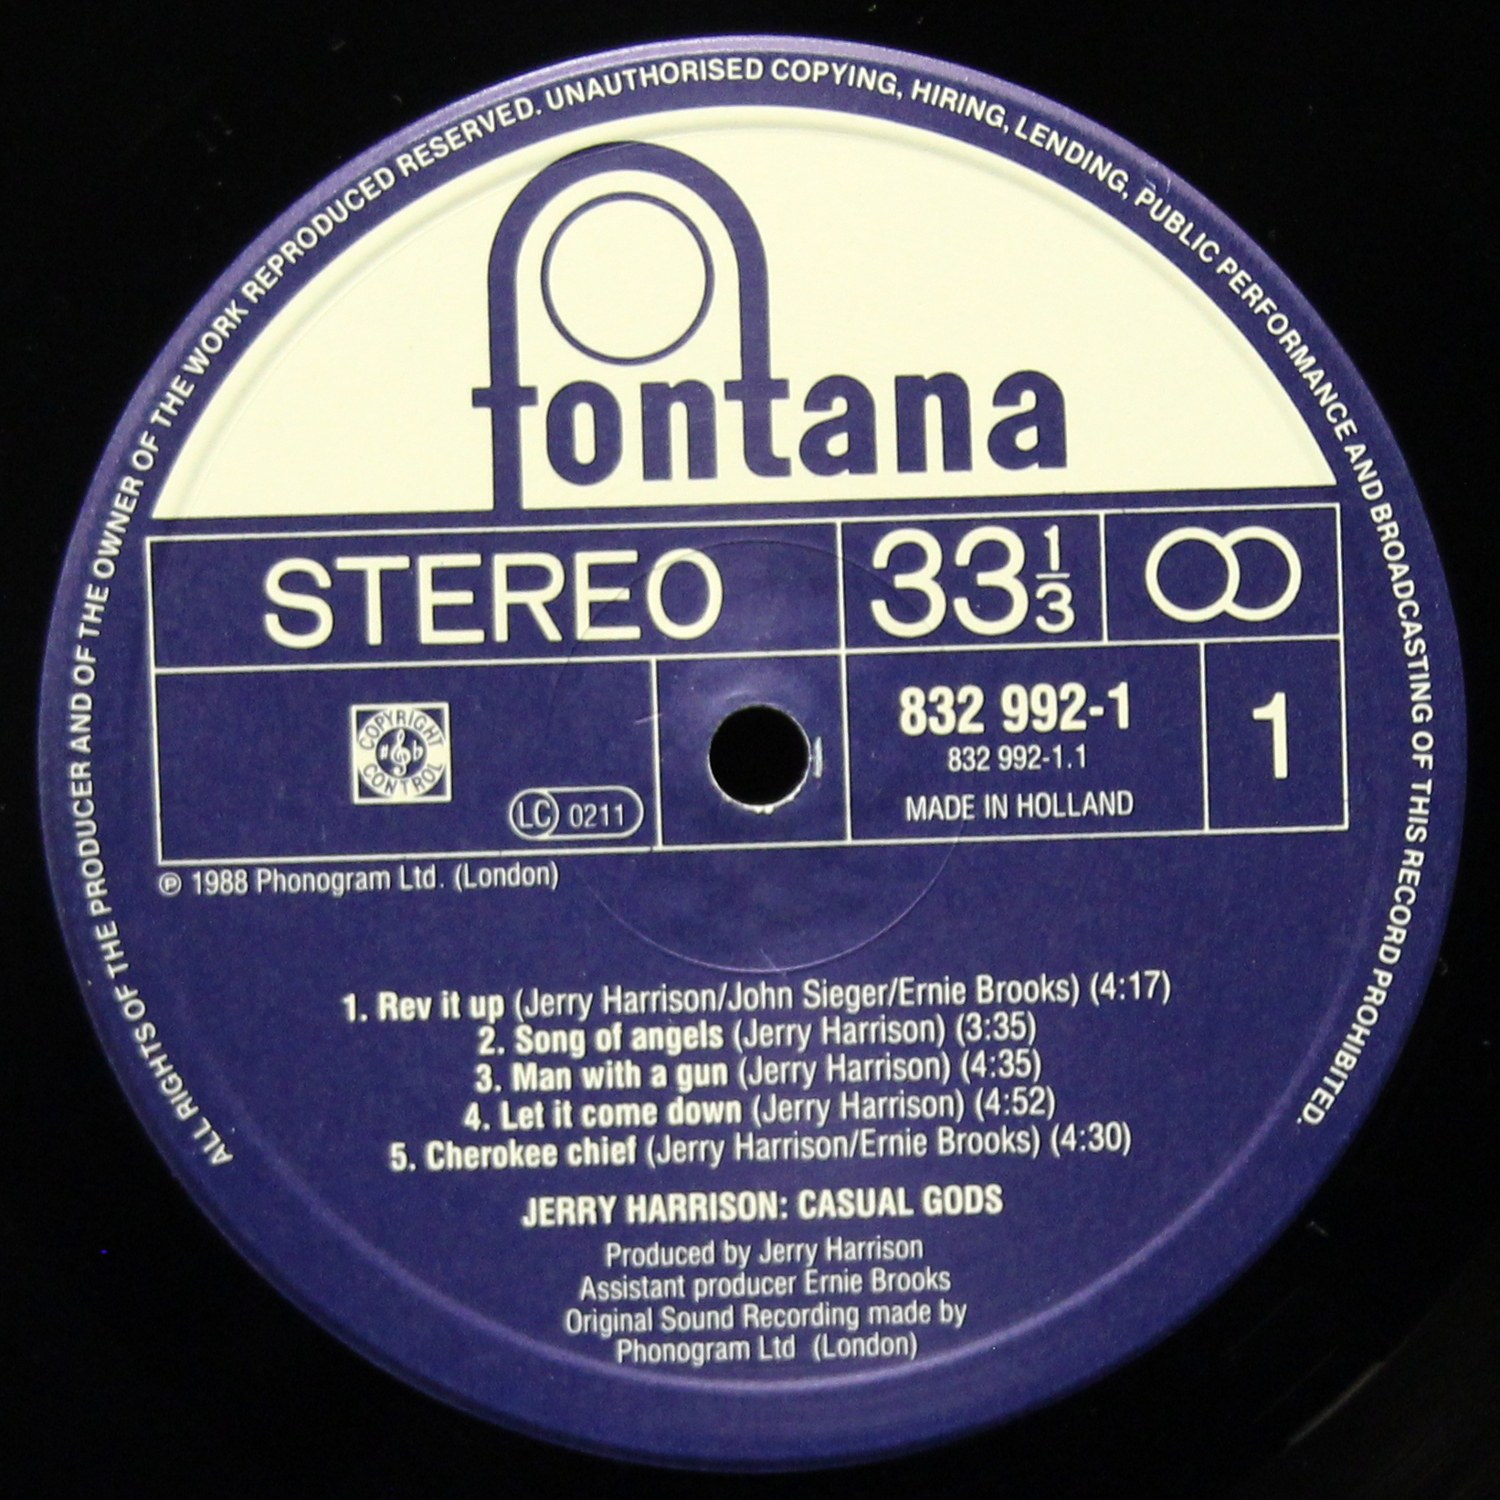 ALL RIGHTS OF THE PRODUCER AND OF THE OWNER OF THE WORK REPRODUCED RESERVED. UNAUTHORISED COPYING, HIRING, LENDING, PUBLIC PERFORMANCE AND BROADCASTING OF THIS RECORD PROHIBITED.
fontana
STEREO
33 1/3
COPYRIGHT CONTROL
LC 0211
832 992-1
832 992-1.1
MADE IN HOLLAND
1
℗ 1988 Phonogram Ltd. (London)
1. Rev it up (Jerry Harrison/John Sieger/Ernie Brooks) (4:17)
2. Song of angels (Jerry Harrison) (3:35)
3. Man with a gun (Jerry Harrison) (4:35)
4. Let it come down (Jerry Harrison) (4:52)
5. Cherokee chief (Jerry Harrison/Ernie Brooks) (4:30)
JERRY HARRISON: CASUAL GODS
Produced by Jerry Harrison
Assistant producer Ernie Brooks
Original Sound Recording made by
Phonogram Ltd (London)